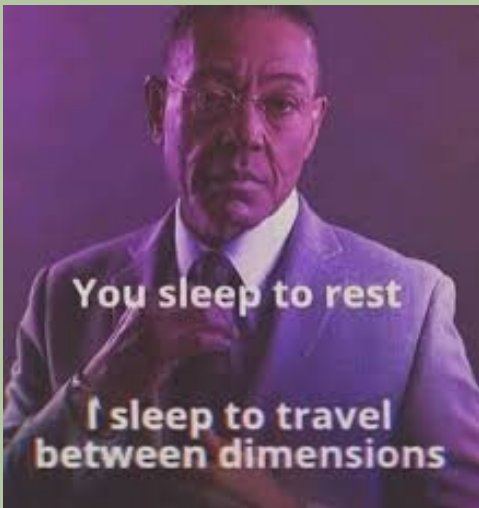 You sleep to rest
I sleep to travel
between dimensions